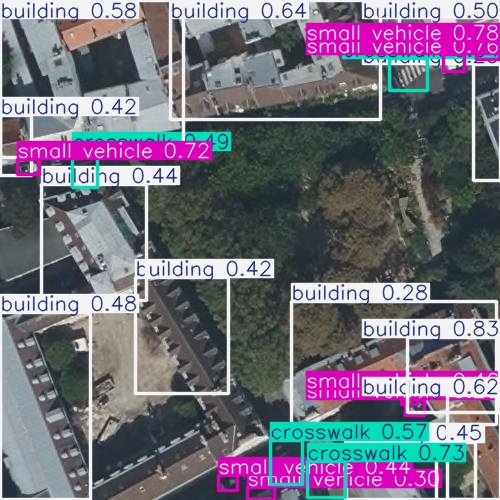 building 0.58
building 0.64
building 0.50
small vehicle 0.78
small vehicle 0.76
building 0.42
crosswalk 0.49
small vehicle 0.72
building 0.44
building 0.42
building 0.28
building 0.48
building 0.83
small
building 0.62
crosswalk 0.57
0.45
crosswalk 0.73
small vehicle 0.44
0.30